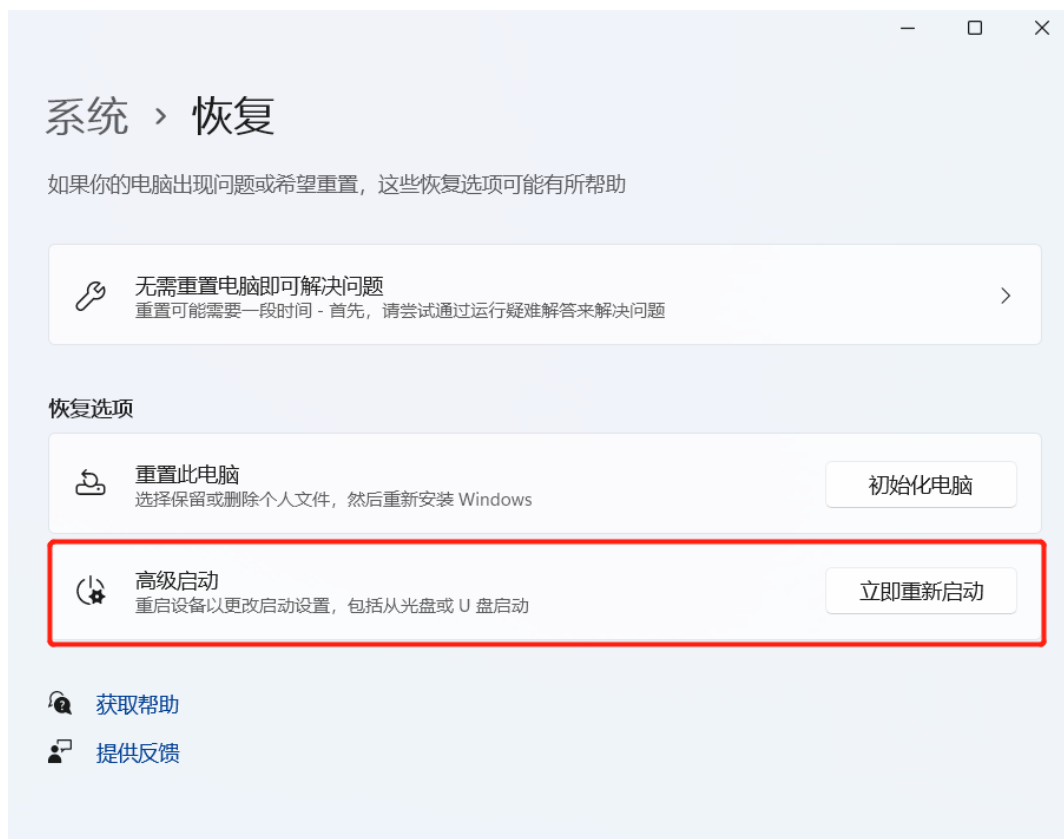 系统 › 恢复
如果你的电脑出现问题或希望重置，这些恢复选项可能有所帮助
无需重置电脑即可解决问题
重置可能需要一段时间 - 首先，请尝试通过运行疑难解答来解决问题
恢复选项
重置此电脑
选择保留或删除个人文件，然后重新安装 Windows
初始化电脑
高级启动
重启设备以更改启动设置，包括从光盘或 U 盘启动
立即重新启动
获取帮助
提供反馈